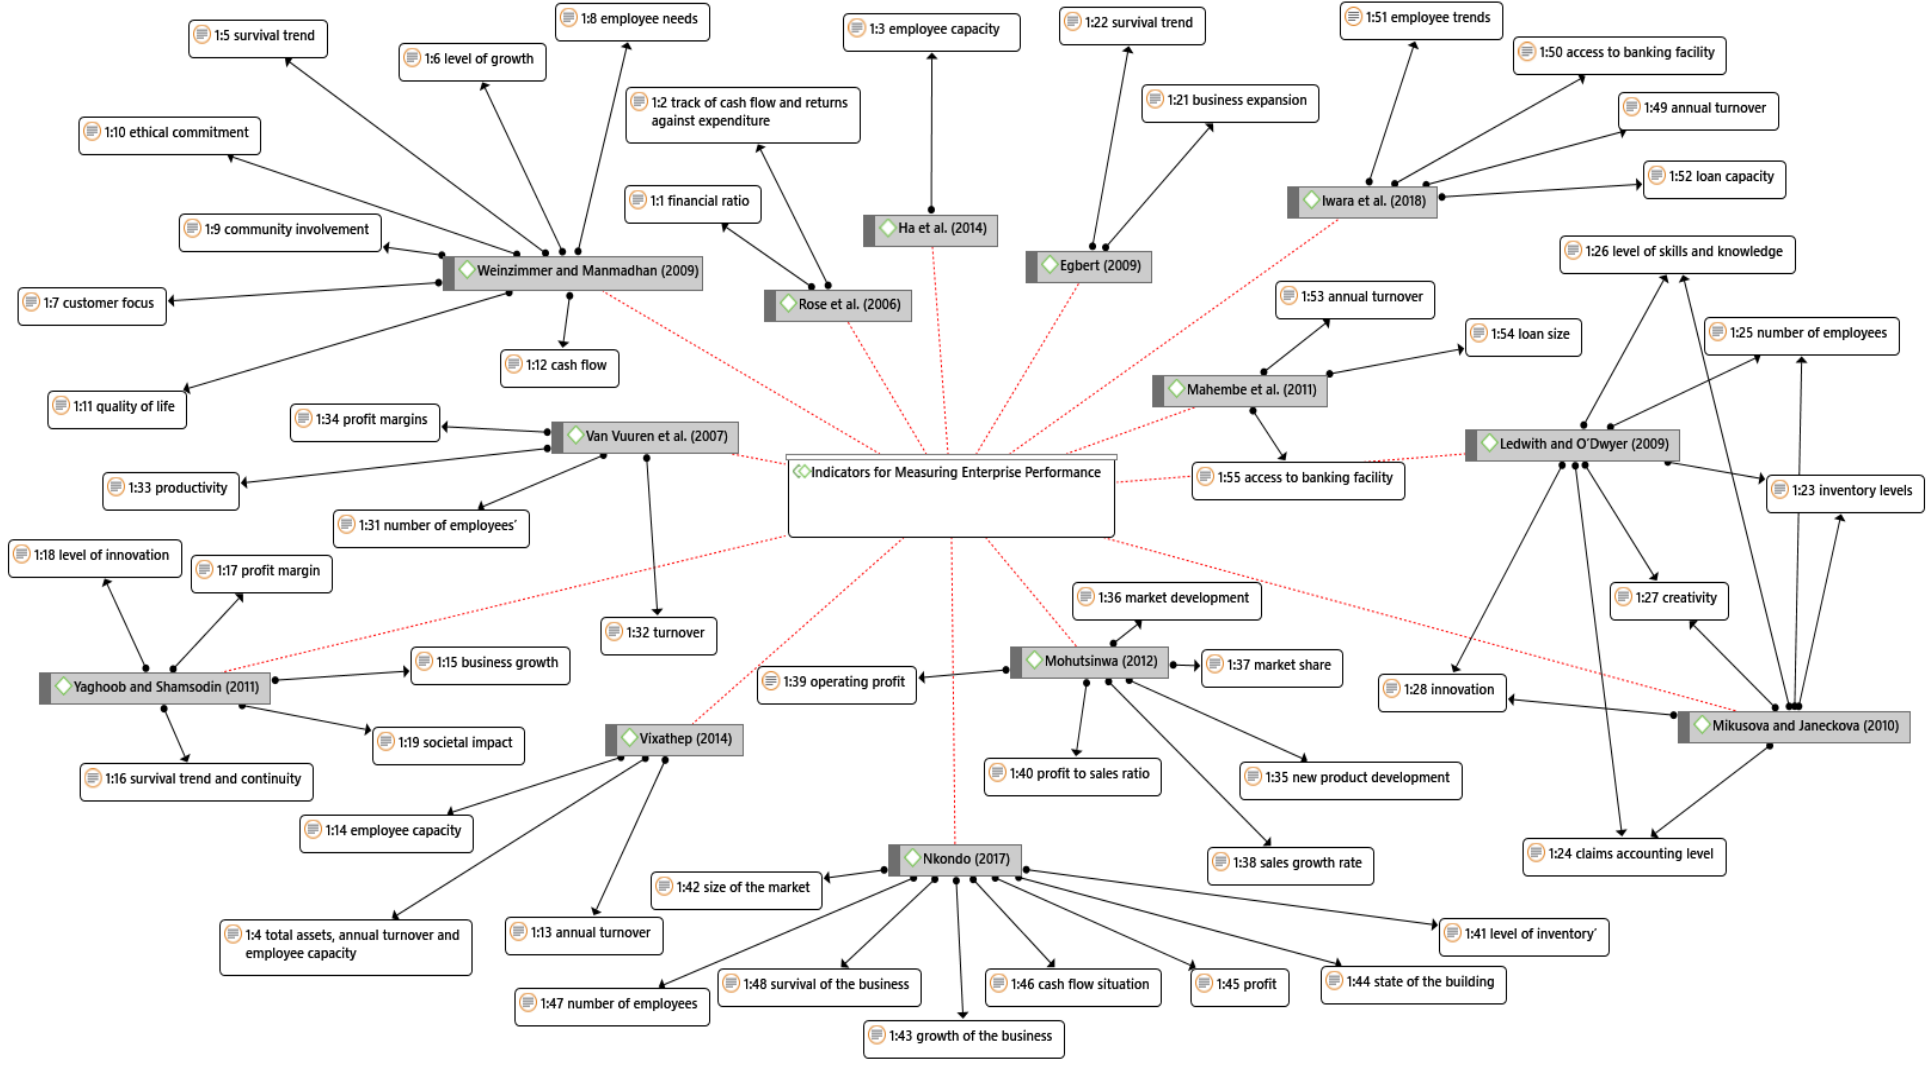 1:8 employee needs
1:51 employee trends
1:22 survival trend
1:3 employee capacity
1:5 survival trend
1:50 access to banking facility
1:6 level of growth
1:21 business expansion
1:2 track of cash flow and returns
against expenditure
1:49 annual turnover
1:10 ethical commitment
1:52 loan capacity
1:1 financial ratio
Iwara et al. (2018)
1:9 community involvement
Ha et al. (2014)
1:26 level of skills and knowledge
Egbert (2009)
Weinzimmer and Manmadhan (2009)
1:53 annual turnover
1:7 customer focus
Rose et al. (2006)
1:54 loan size
1:25 number of employees
1:12 cash flow
Mahembe et al. (2011)
1:11 quality of life
1:34 profit margins
Van Vuuren et al. (2007)
Ledwith and O´Dwyer (2009)
Indicators for Measuring Enterprise Performance
1:55 access to banking facility
1:33 productivity
1:23 inventory levels
1:31 number of employees´
1:18 level of innovation
1:17 profit margin
1:36 market development
1:27 creativity
1:32 turnover
1:15 business growth
Mohutsinwa (2012)
1:37 market share
1:39 operating profit
Yaghoob and Shamsodin (2011)
1:28 innovation
Mikusova and Janeckova (2010)
Vixathep (2014)
1:19 societal impact
1:16 survival trend and continuity
1:40 profit to sales ratio
1:35 new product development
1:14 employee capacity
1:24 claims accounting level
Nkondo (2017)
1:38 sales growth rate
1:42 size of the market
1:13 annual turnover
1:41 level of inventory´
1:4 total assets, annual turnover and
employee capacity
1:44 state of the building
1:48 survival of the business
1:46 cash flow situation
1:45 profit
1:47 number of employees
1:43 growth of the business